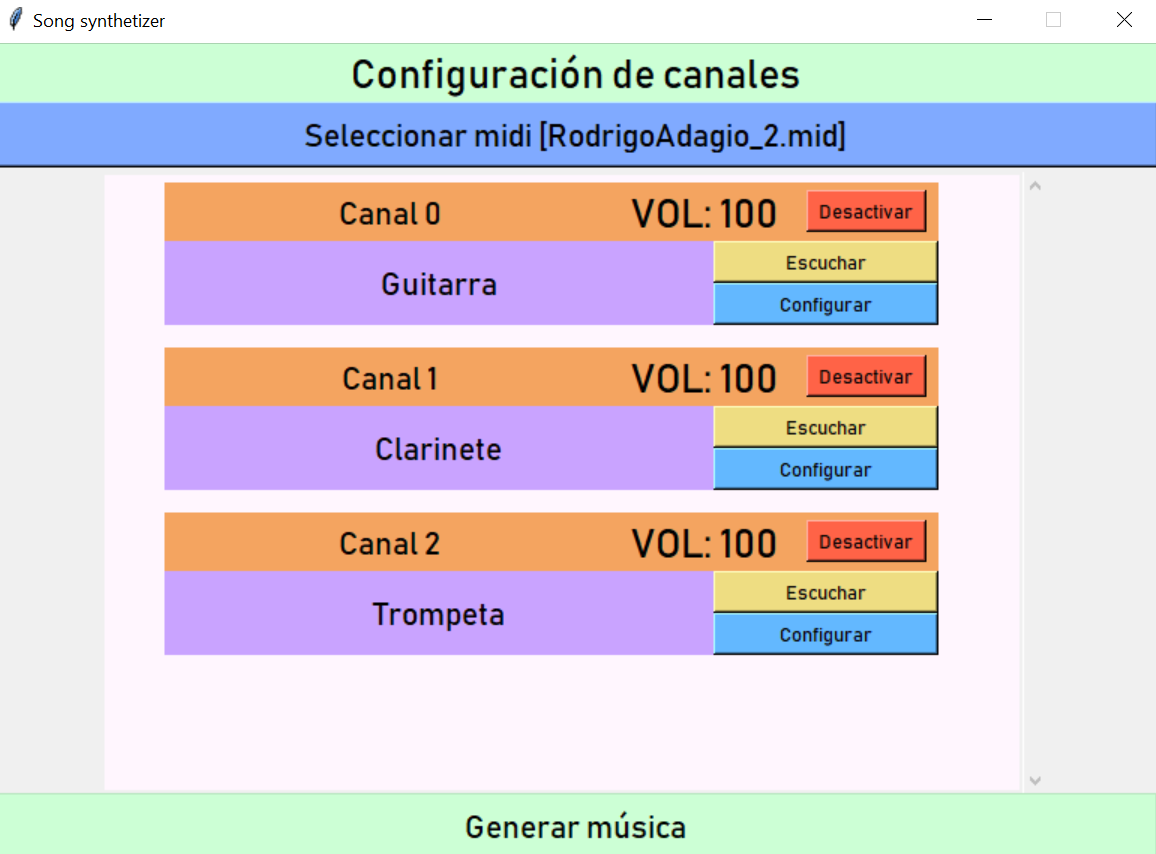 Song synthetizer
Configuración de canales
Seleccionar midi [RodrigoAdagio_2.mid]
Canal 0 VOL: 100 Desactivar
Guitarra
Escuchar
Configurar
Canal 1 VOL: 100 Desactivar
Clarinete
Escuchar
Configurar
Canal 2 VOL: 100 Desactivar
Trompeta
Escuchar
Configurar
Generar música